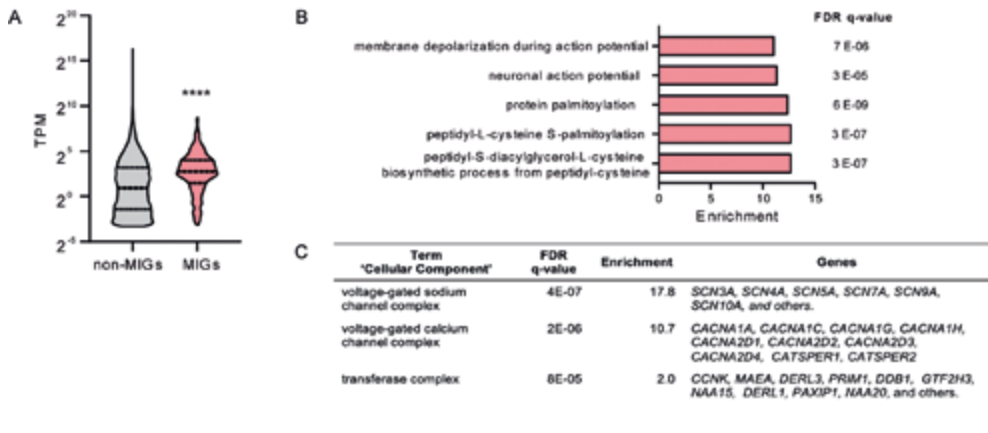 A
2^20
2^15
2^10
2^5
2^0
2^-5
TPM
****
non-MIGs MIGs
B
FDR q-value
membrane depolarization during action potential 7 E-06
neuronal action potential 3 E-05
protein palmitoylation 6 E-09
peptidyl-L-cysteine S-palmitoylation 3 E-07
peptidyl-S-diacylglycerol-L-cysteine
biosynthetic process from peptidyl-cysteine 3 E-07
0 5 10 15
Enrichment
C
Term
'Cellular Component' FDR
q-value Enrichment Genes
voltage-gated sodium
channel complex 4E-07 17.8 SCN3A, SCN4A, SCN5A, SCN7A, SCN9A,
SCN10A, and others.
voltage-gated calcium
channel complex 2E-06 10.7 CACNA1A, CACNA1C, CACNA1G, CACNA1H,
CACNA2D1, CACNA2D2, CACNA2D3,
CACNA2D4, CATSPER1, CATSPER2
transferase complex 8E-05 2.0 CCNK, MAEA, DERL3, PRIM1, DDB1, GTF2H3,
NAA15, DERL1, PAXIP1, NAA20, and others.